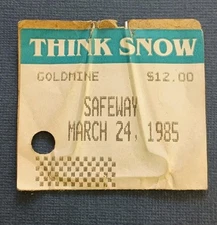 THINK SNOW
GOLDMINE $12.00
SAFEWAY
MARCH 24, 1985